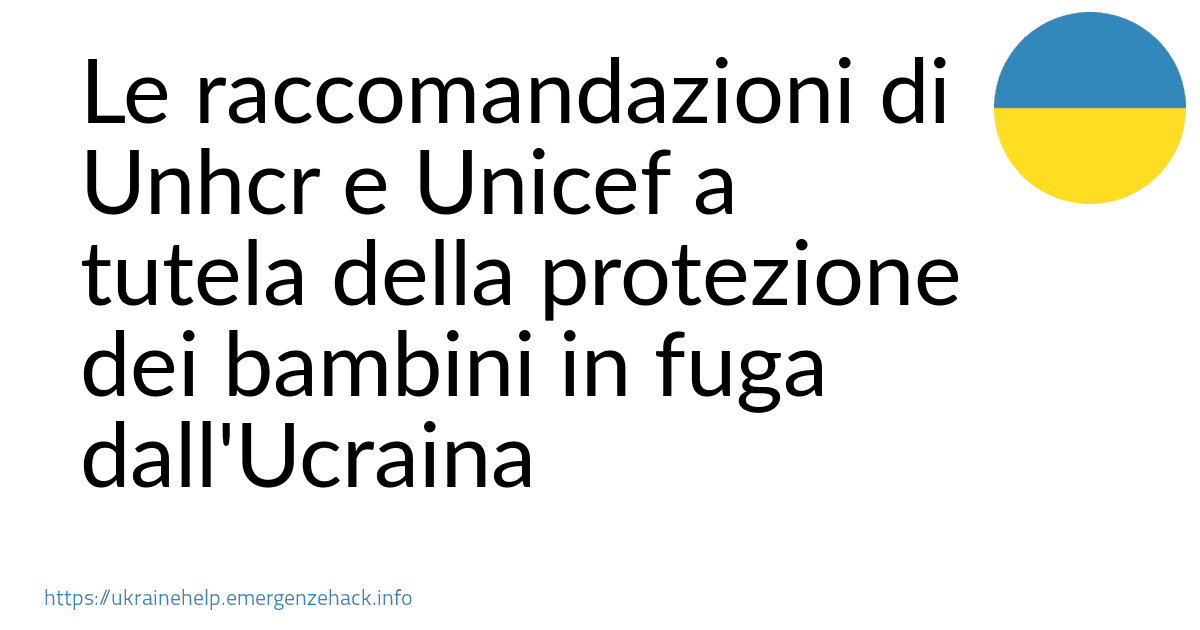 Le raccomandazioni di
Unhcr e Unicef a
tutela della protezione
dei bambini in fuga
dall'Ucraina
https://ukrainehelp.emergenzehack.info